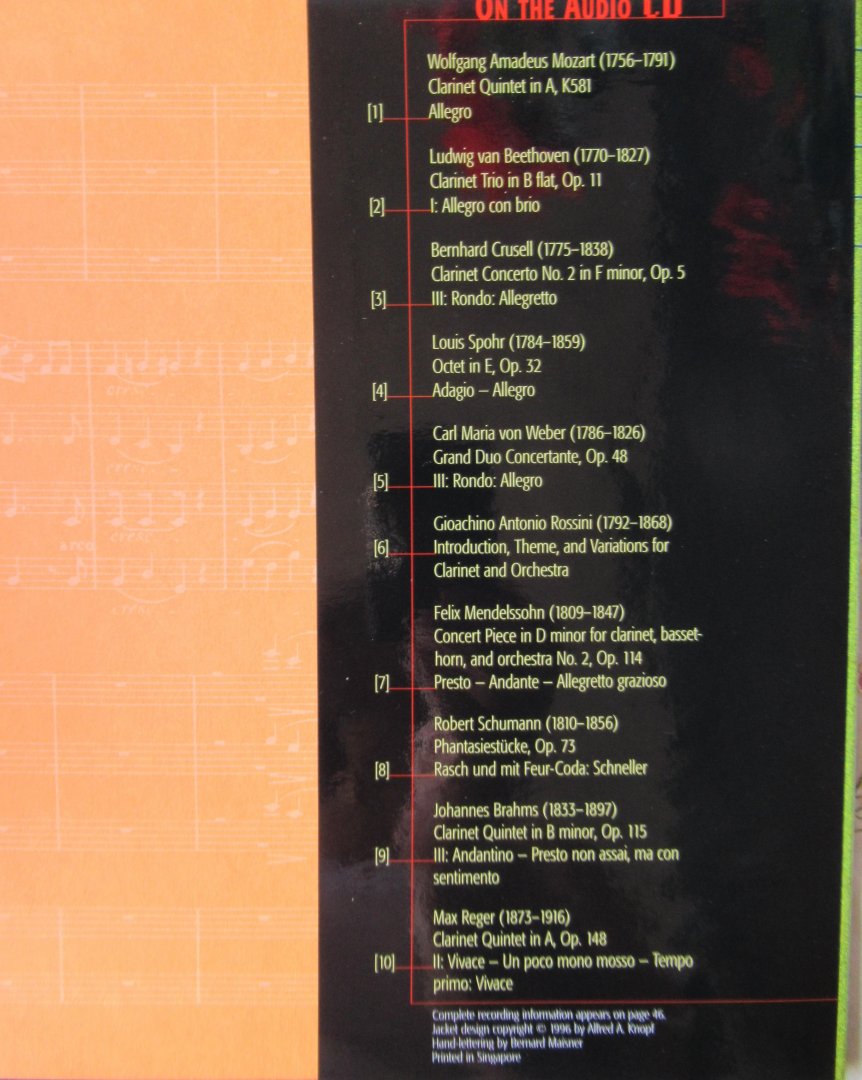 ON THE AUDIO CD
Wolfgang Amadeus Mozart (1756–1791)
Clarinet Quintet in A, K581
[1] Allegro
Ludwig van Beethoven (1770–1827)
Clarinet Trio in B flat, Op. 11
[2] I: Allegro con brio
Bernhard Crusell (1775–1838)
Clarinet Concerto No. 2 in F minor, Op. 5
[3] III: Rondo: Allegretto
Louis Spohr (1784–1859)
Octet in E, Op. 32
[4] Adagio – Allegro
Carl Maria von Weber (1786–1826)
Grand Duo Concertante, Op. 48
[5] III: Rondo: Allegro
Gioachino Antonio Rossini (1792–1868)
[6] Introduction, Theme, and Variations for
Clarinet and Orchestra
Felix Mendelssohn (1809–1847)
Concert Piece in D minor for clarinet, basset-
horn, and orchestra No. 2, Op. 114
[7] Presto – Andante – Allegretto grazioso
Robert Schumann (1810–1856)
Phantasiestücke, Op. 73
[8] Rasch und mit Feur-Coda: Schneller
Johannes Brahms (1833–1897)
Clarinet Quintet in B minor, Op. 115
[9] III: Andantino – Presto non assai, ma con
sentimento
Max Reger (1873–1916)
Clarinet Quintet in A, Op. 148
[10] II: Vivace – Un poco mono mosso – Tempo
primo: Vivace
Complete recording information appears on page 46.
Jacket design copyright © 1996 by Alfred A. Knopf
Hand-lettering by Bernard Maisner
Printed in Singapore
cresc
cresc
cresc
cresc
arco
cresc
cresc